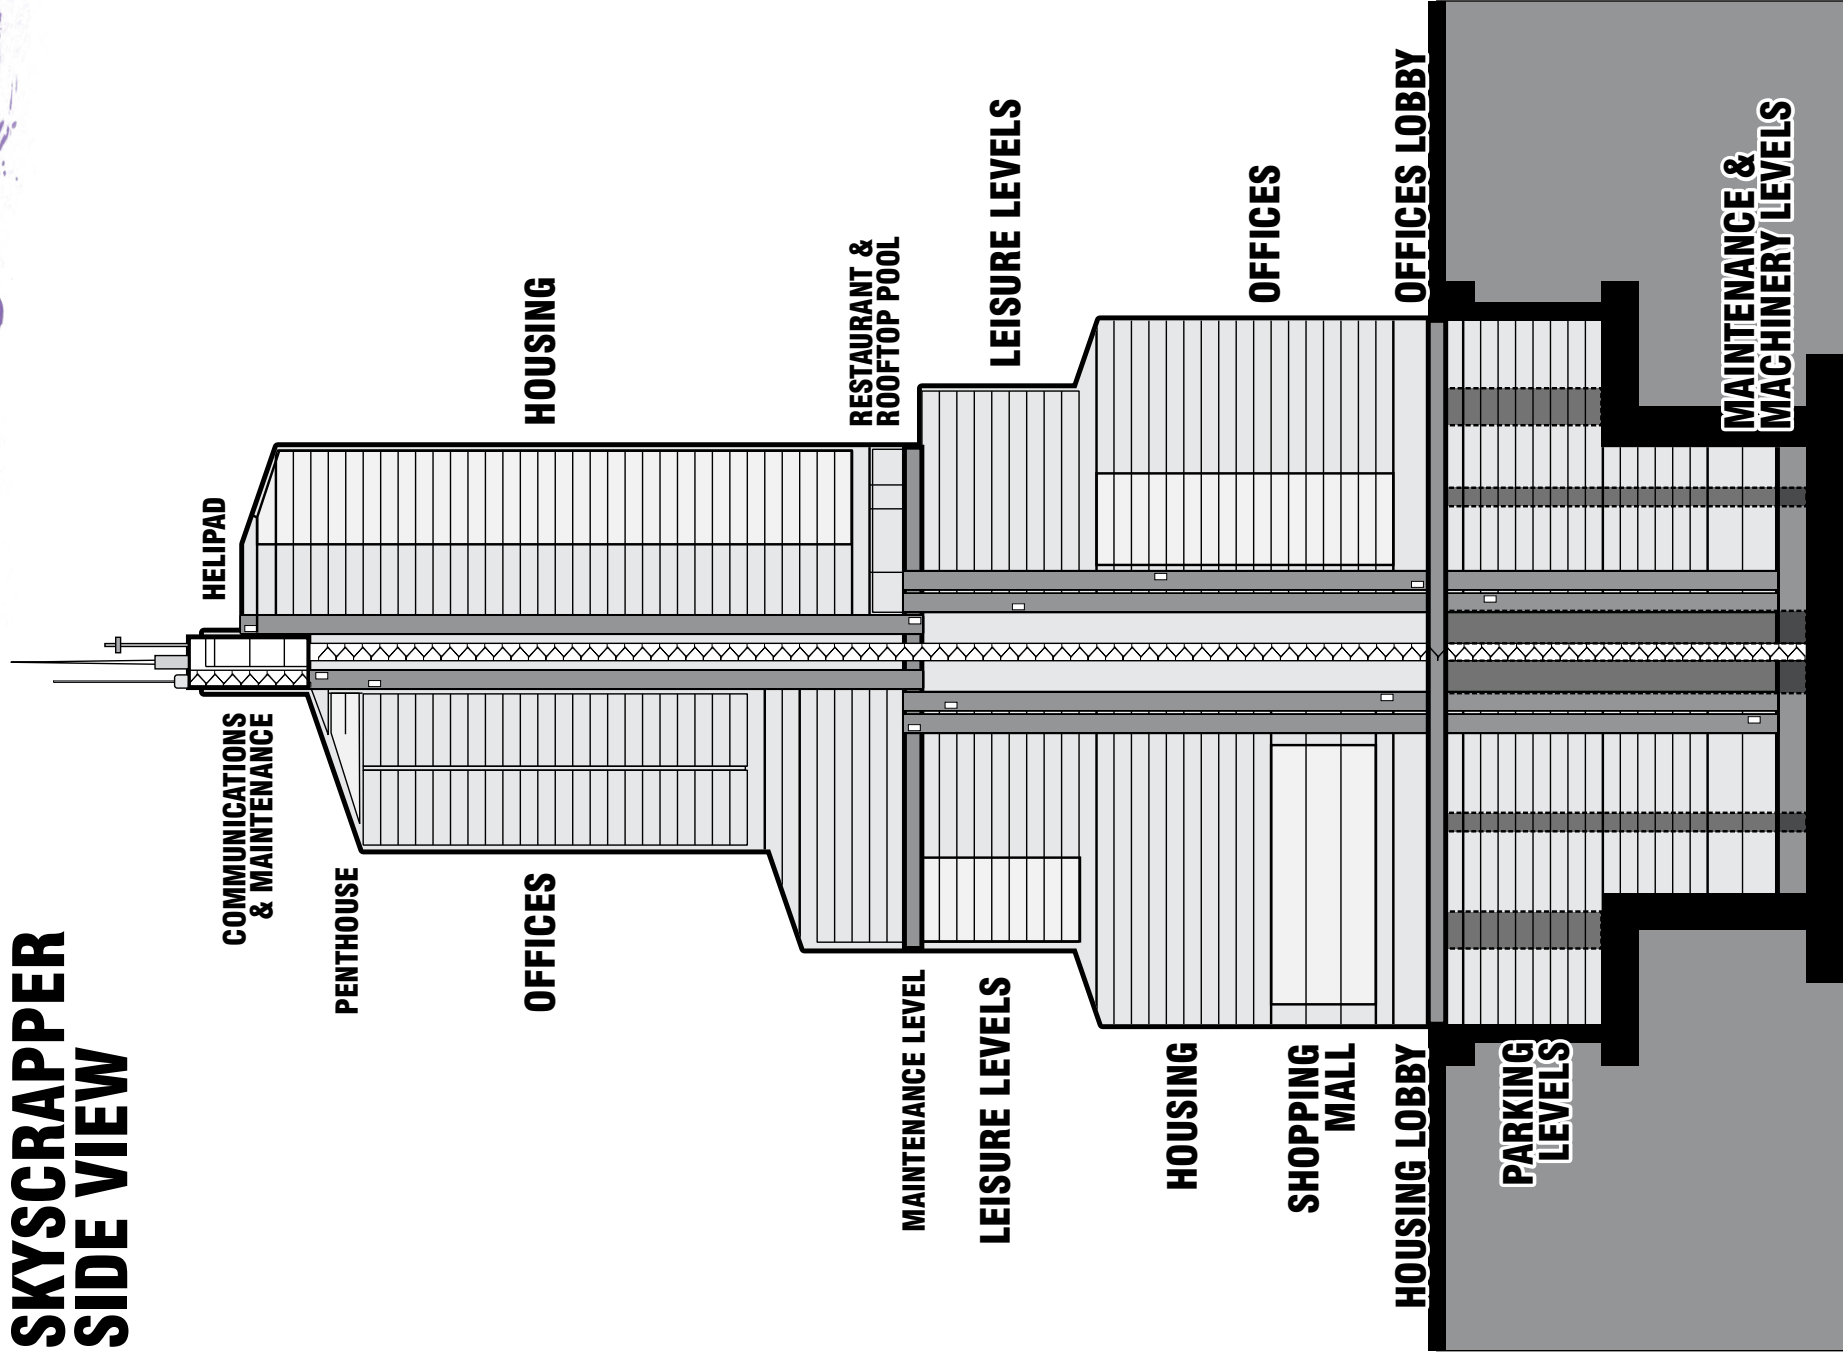 SKYSCRAPPER
SIDE VIEW
COMMUNICATIONS
& MAINTENANCE
PENTHOUSE
OFFICES
MAINTENANCE LEVEL
LEISURE LEVELS
HOUSING
SHOPPING
MALL
HOUSING LOBBY
PARKING
LEVELS
HELIPAD
HOUSING
RESTAURANT &
ROOFTOP POOL
LEISURE LEVELS
OFFICES
OFFICES LOBBY
MAINTENANCE &
MACHINERY LEVELS